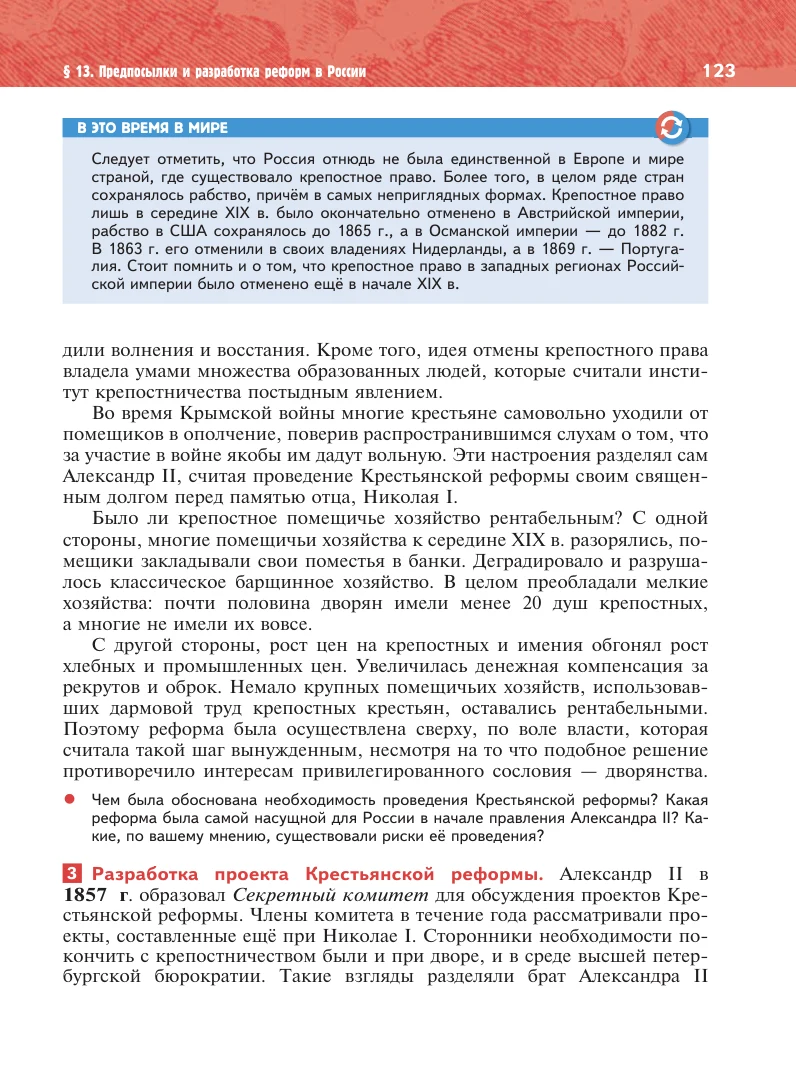 § 13. Предпосылки и разработка реформ в России
123
В ЭТО ВРЕМЯ В МИРЕ
Следует отметить, что Россия отнюдь не была единственной в Европе и мире
страной, где существовало крепостное право. Более того, в целом ряде стран
сохранялось рабство, причём в самых неприглядных формах. Крепостное право
лишь в середине XIX в. было окончательно отменено в Австрийской империи,
рабство в США сохранялось до 1865 г., а в Османской империи — до 1882 г.
В 1863 г. его отменили в своих владениях Нидерланды, а в 1869 г. — Португа-
лия. Стоит помнить и о том, что крепостное право в западных регионах Россий-
ской империи было отменено ещё в начале XIX в.
дили волнения и восстания. Кроме того, идея отмены крепостного права
владела умами множества образованных людей, которые считали инсти-
тут крепостничества постыдным явлением.
Во время Крымской войны многие крестьяне самовольно уходили от
помещиков в ополчение, поверив распространившимся слухам о том, что
за участие в войне якобы им дадут вольную. Эти настроения разделял сам
Александр II, считая проведение Крестьянской реформы своим священ-
ным долгом перед памятью отца, Николая I.
Было ли крепостное помещичье хозяйство рентабельным? С одной
стороны, многие помещичьи хозяйства к середине XIX в. разорялись, по-
мещики закладывали свои поместья в банки. Деградировало и разруша-
лось классическое барщинное хозяйство. В целом преобладали мелкие
хозяйства: почти половина дворян имели менее 20 душ крепостных,
а многие не имели их вовсе.
С другой стороны, рост цен на крепостных и имения обгонял рост
хлебных и промышленных цен. Увеличилась денежная компенсация за
рекрутов и оброк. Немало крупных помещичьих хозяйств, использовав-
ших дармовой труд крепостных крестьян, оставались рентабельными.
Поэтому реформа была осуществлена сверху, по воле власти, которая
считала такой шаг вынужденным, несмотря на то что подобное решение
противоречило интересам привилегированного сословия — дворянства.
● Чем была обоснована необходимость проведения Крестьянской реформы? Какая
реформа была самой насущной для России в начале правления Александра II? Ка-
кие, по вашему мнению, существовали риски её проведения?
3 Разработка проекта Крестьянской реформы. Александр II в
1857 г. образовал Секретный комитет для обсуждения проектов Кре-
стьянской реформы. Члены комитета в течение года рассматривали про-
екты, составленные ещё при Николае I. Сторонники необходимости по-
кончить с крепостничеством были и при дворе, и в среде высшей петер-
бургской бюрократии. Такие взгляды разделяли брат Александра II